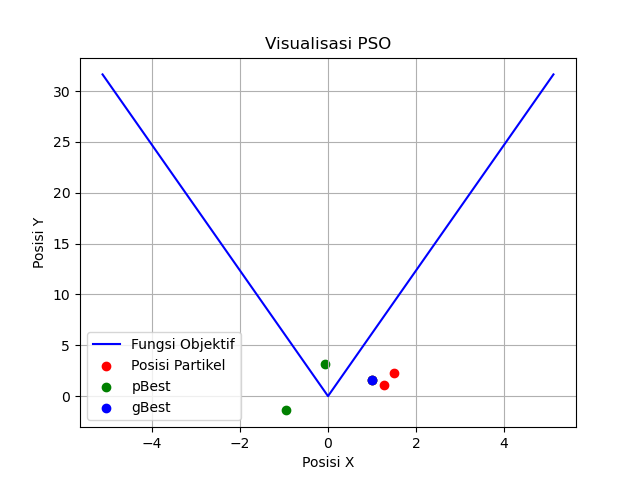 Visualisasi PSO
Posisi Y
30
25
20
15
10
5
0
Fungsi Objektif
Posisi Partikel
pBest
gBest
−4
−2
0
2
4
Posisi X